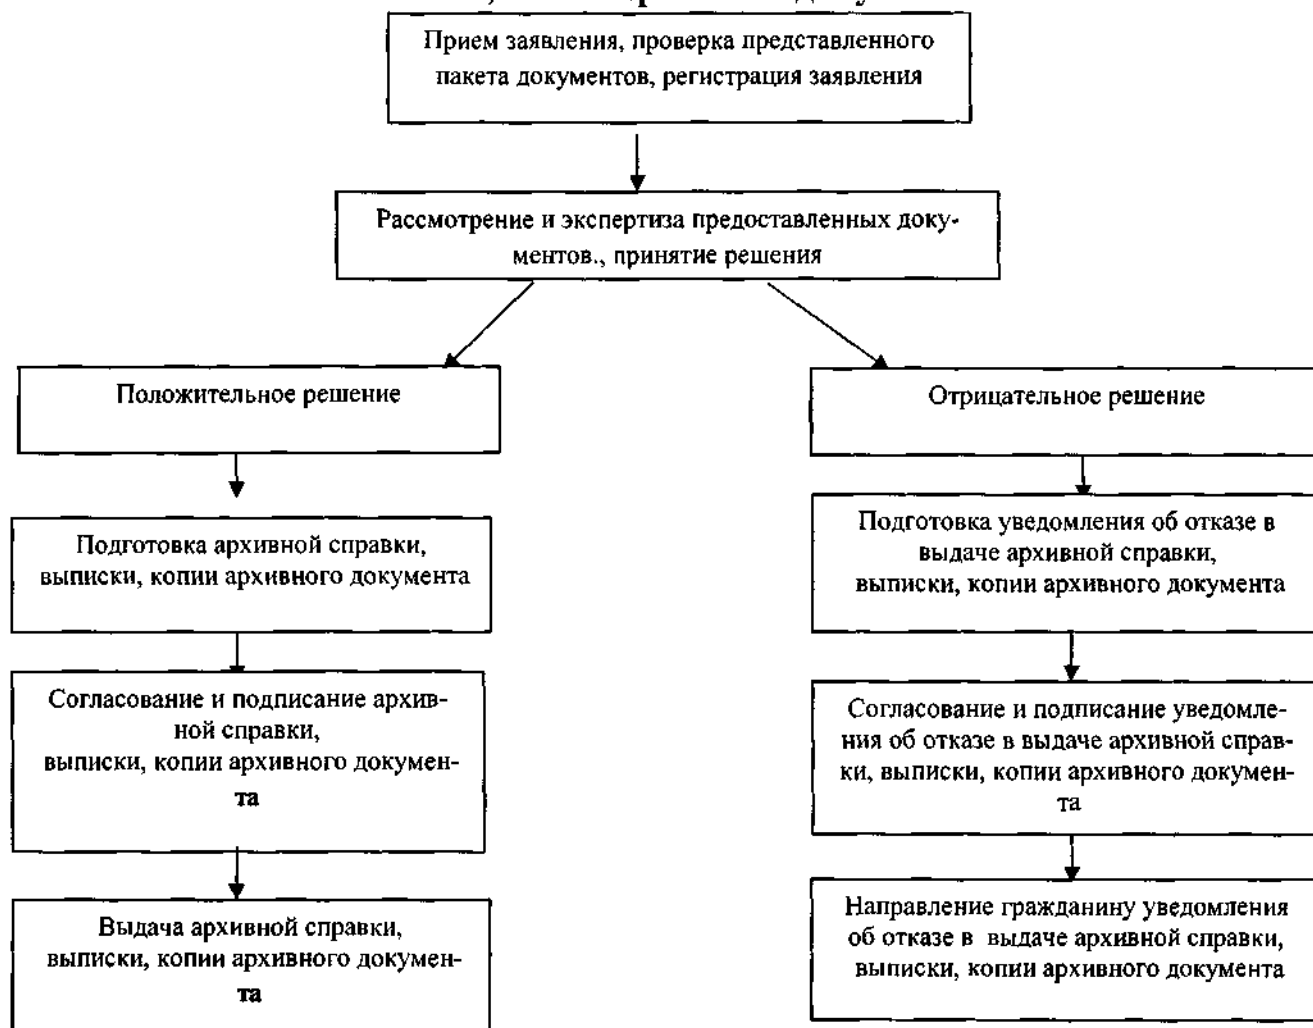 Прием заявления, проверка представленного
пакета документов, регистрация заявления
Рассмотрение и экспертиза предоставленных доку-
ментов., принятие решения
Положительное решение
Отрицательное решение
Подготовка архивной справки,
выписки, копии архивного документа
Подготовка уведомления об отказе в
выдаче архивной справки,
выписки, копии архивного документа
Согласование и подписание архив-
ной справки,
выписки, копии архивного докумен-
та
Согласование и подписание уведомле-
ния об отказе в выдаче архивной справ-
ки, выписки, копии архивного докумен-
та
Выдача архивной справки,
выписки, копии архивного докумен-
та
Направление гражданину уведомления
об отказе в выдаче архивной справки,
выписки, копии архивного документа